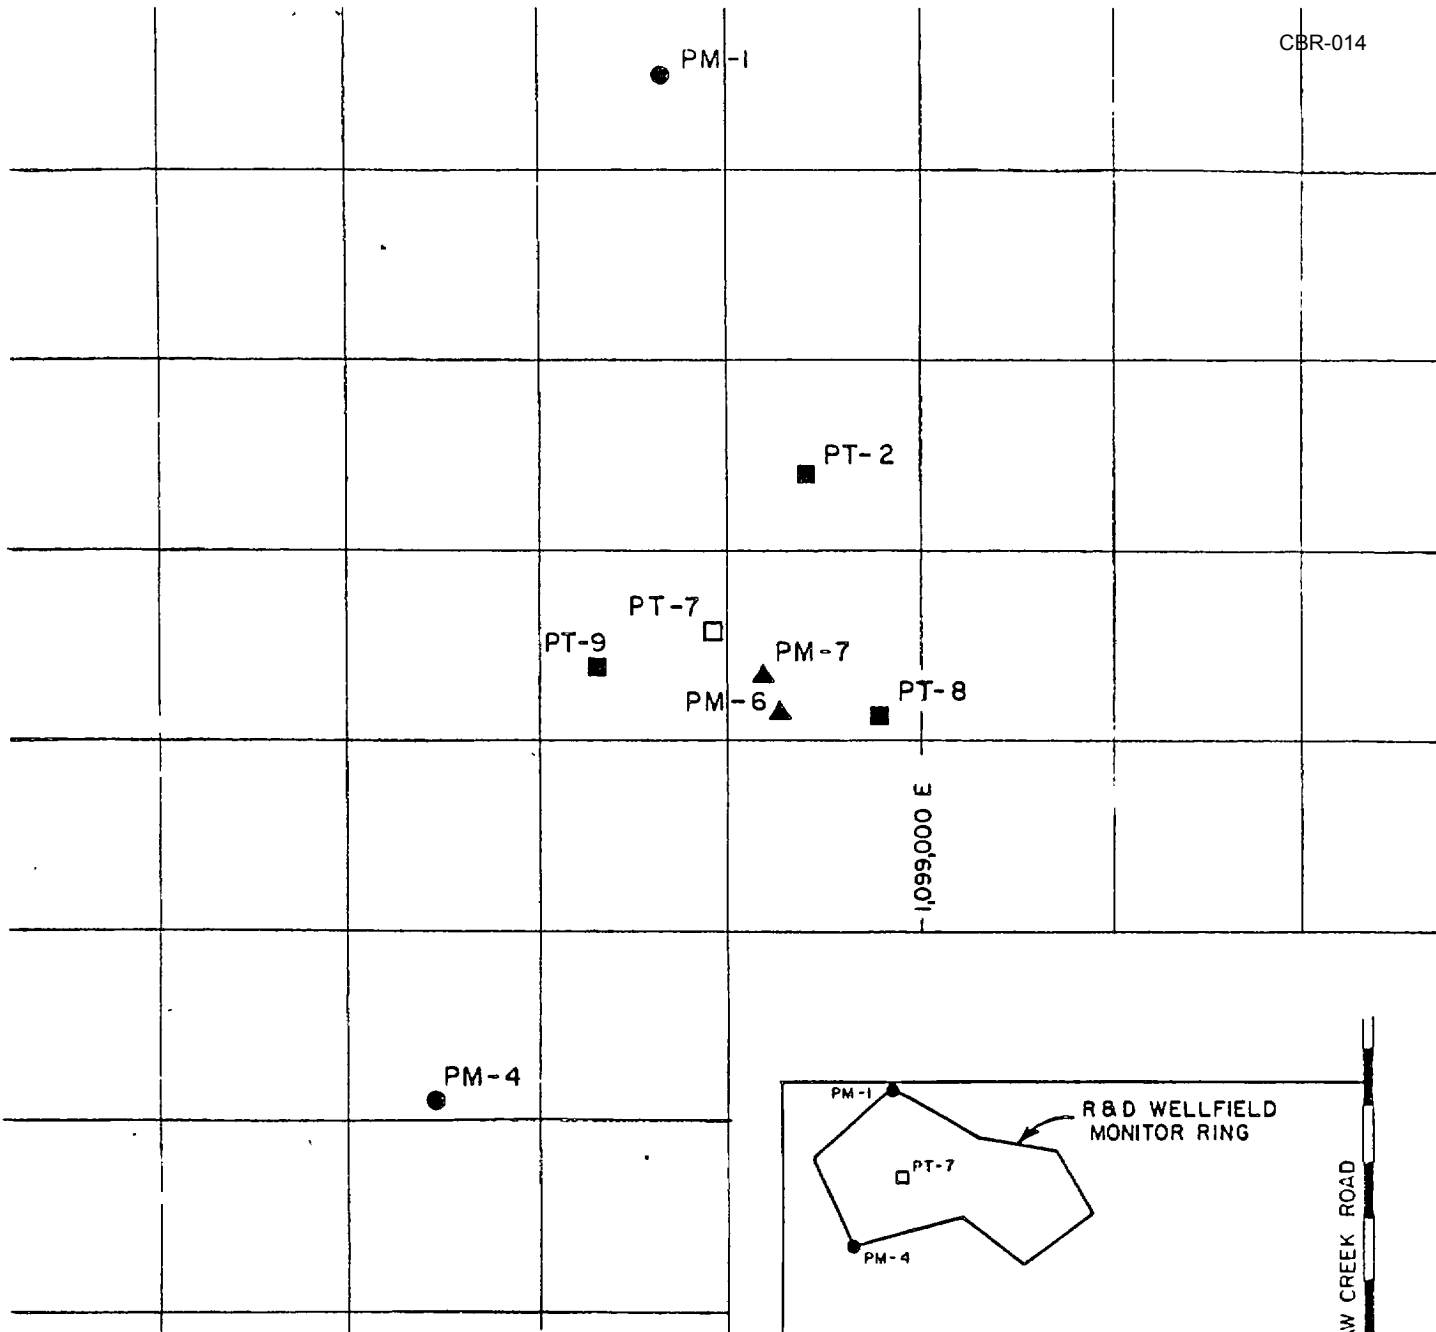 CBR-014
PM-1
PT-2
PT-7
PT-9
PM-7
PM-6
PT-8
1,099,000 E
PM-4
PM-1
R&D WELLFIELD
MONITOR RING
PT-7
PM-4
AW CREEK ROAD